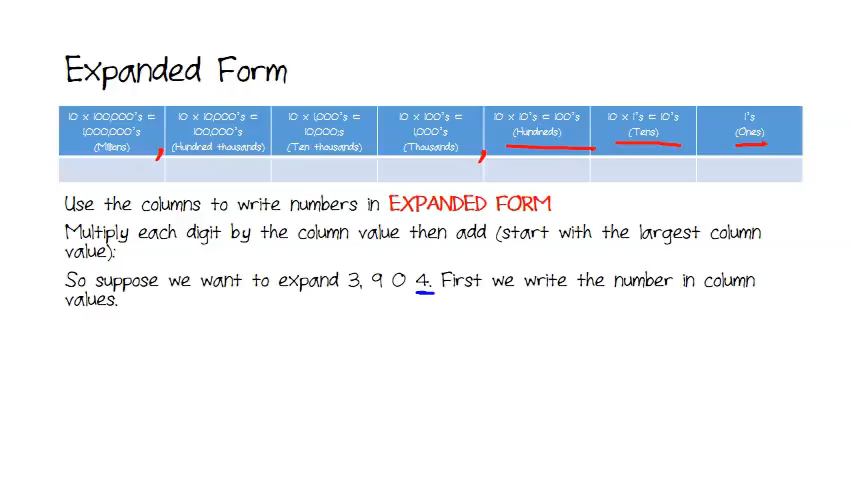 Expanded Form
10 x 100,000's = 10 x 10,000's = 10 x 1,000's = 10 x 100's = 10 x 10's = 100's 10 x 1's = 10's 1's
1,000,000's 100,000's 10,000;s 1,000's (Hundreds) (Tens) (Ones)
(Millens) , (Hundred thousands) (Ten thousands) (Thousands) ,
Use the columns to write numbers in EXPANDED FORM
Multiply each digit by the column value then add (start with the largest column
value):
So suppose we want to expand 3, 9 0 4. First we write the number in column
values.